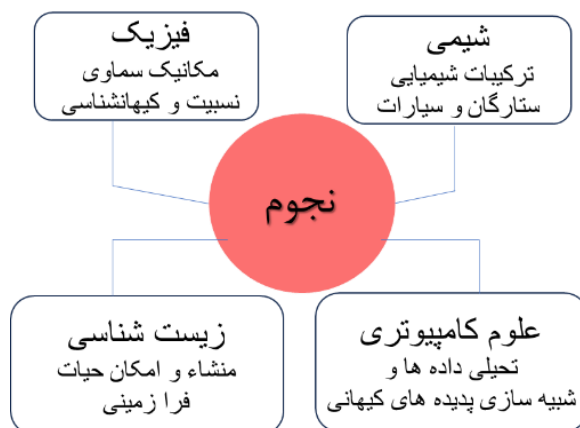 شیمی
ترکیبات شیمیایی
ستارگان و سیارات
فیزیک
مکانیک سماوی
نسبیت و کیهانشناسی
نجوم
علوم کامپیوتری
تحیلی داده ها و
شبیه سازی پدیده های کیهانی
زیست شناسی
منشاء و امکان حیات
فرا زمینی